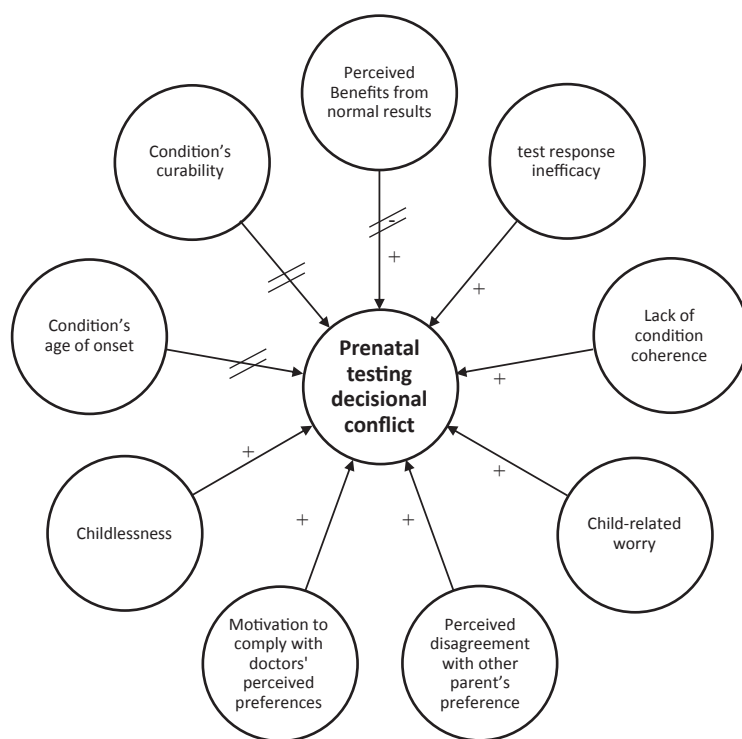 Perceived
Benefits from
normal results
test response
inefficacy
Lack of
condition
coherence
Child-related
worry
Perceived
disagreement
with other
parent's
preference
Motivation to
comply with
doctors'
perceived
preferences
Childlessness
Condition's
age of onset
Condition's
curability
Prenatal
testing
decisional
conflict
-
+
+
+
+
+
+
+